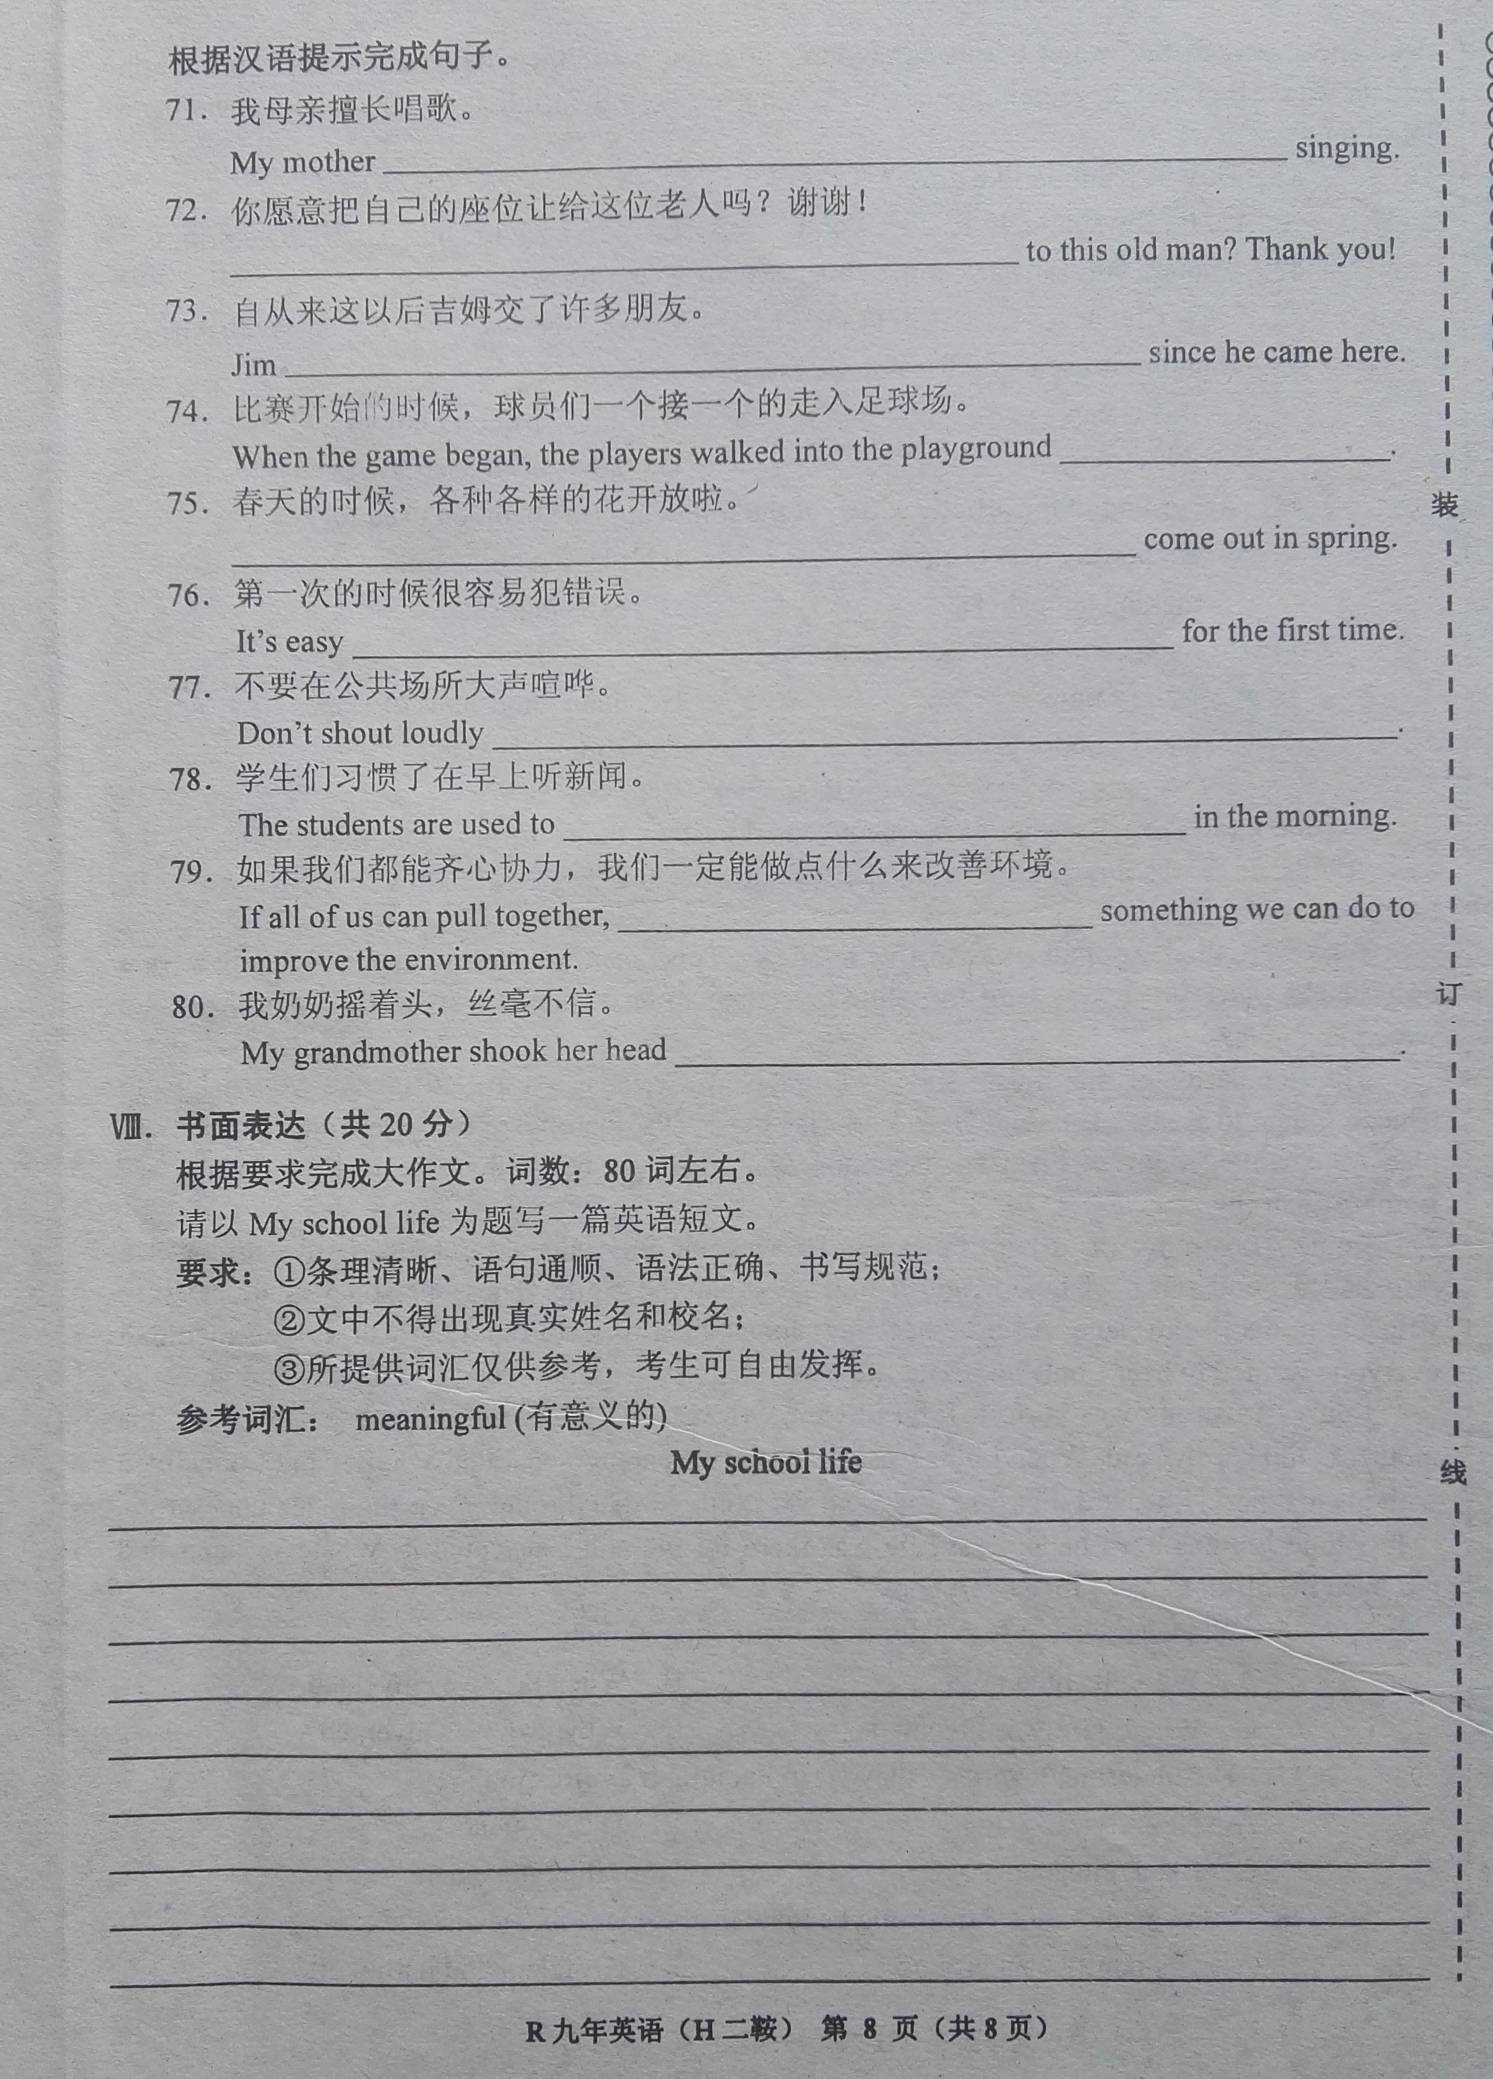 根据汉语提示完成句子。
71. 我母亲擅长唱歌。
My mother ______ singing.
72. 你愿意把自己的座位让给这位老人吗？谢谢！
______ to this old man? Thank you!
73. 自从来这以后吉姆交了许多朋友。
Jim ______ since he came here.
74. 比赛开始的时候，球员们一个接一个的走入足球场。
When the game began, the players walked into the playground ______.
75. 春天的时候，各种各样的花开放啦。
______ come out in spring.
76. 第一次的时候很容易犯错误。
It's easy ______ for the first time.
77. 不要在公共场所大声喧哗。
Don't shout loudly ______.
78. 学生们习惯了在早上听新闻。
The students are used to ______ in the morning.
79. 如果我们都能齐心协力，我们一定能做点什么来改善环境。
If all of us can pull together, ______ something we can do to
improve the environment.
80. 我奶奶摇着头，丝毫不信。
My grandmother shook her head ______.
Ⅷ. 书面表达（共 20 分）
根据要求完成大作文。词数：80 词左右。
请以 My school life 为题写一篇英语短文。
要求：①条理清晰、语句通顺、语法正确、书写规范；
②文中不得出现真实姓名和校名；
③所提供词汇仅供参考，考生可自由发挥。
参考词汇： meaningful (有意义的)
My school life
R 九年英语（H 二鞍） 第 8 页（共 8 页）
装
订
线